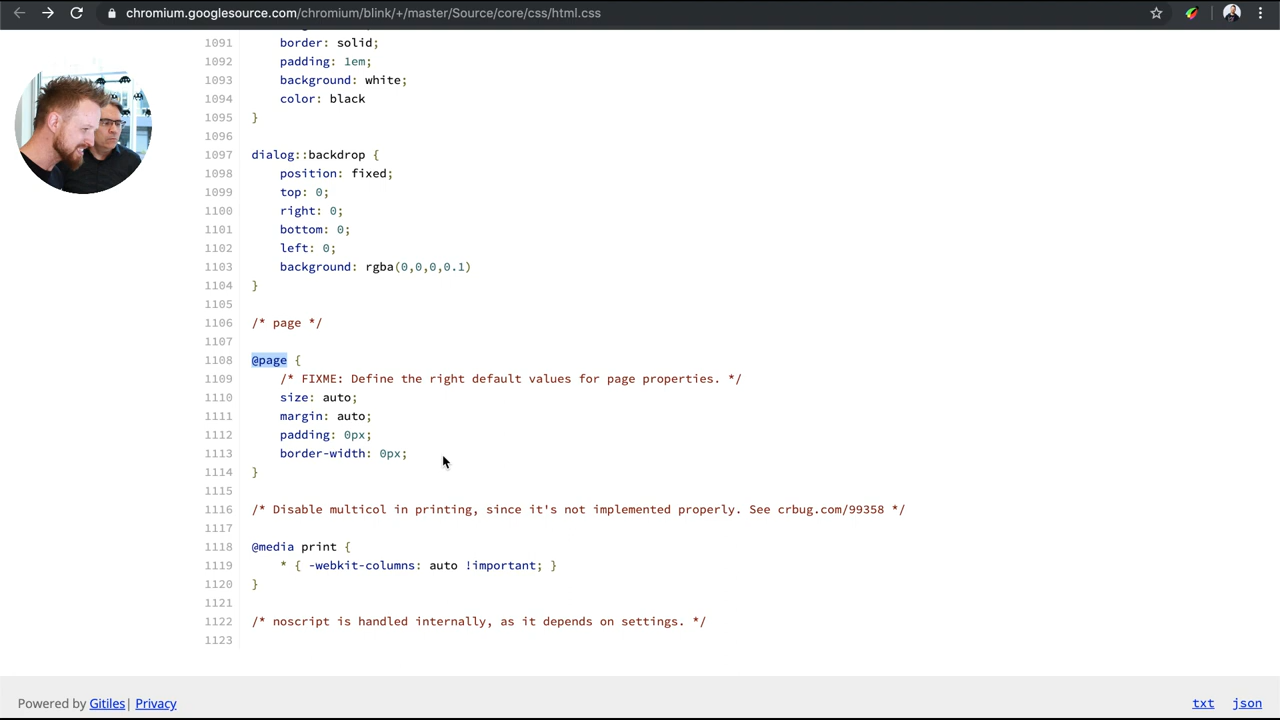 chromium.googlesource.com/chromium/blink/+/master/Source/core/css/html.css
1091 border: solid;
1092 padding: 1em;
1093 background: white;
1094 color: black
1095 }
1096
1097 dialog::backdrop {
1098 position: fixed;
1099 top: 0;
1100 right: 0;
1101 bottom: 0;
1102 left: 0;
1103 background: rgba(0,0,0,0.1)
1104 }
1105
1106 /* page */
1107
1108 @page {
1109 /* FIXME: Define the right default values for page properties. */
1110 size: auto;
1111 margin: auto;
1112 padding: 0px;
1113 border-width: 0px;
1114 }
1115
1116 /* Disable multicol in printing, since it's not implemented properly. See crbug.com/99358 */
1117
1118 @media print {
1119 * { -webkit-columns: auto !important; }
1120 }
1121
1122 /* noscript is handled internally, as it depends on settings. */
1123
Powered by Gitiles| Privacy
txt json